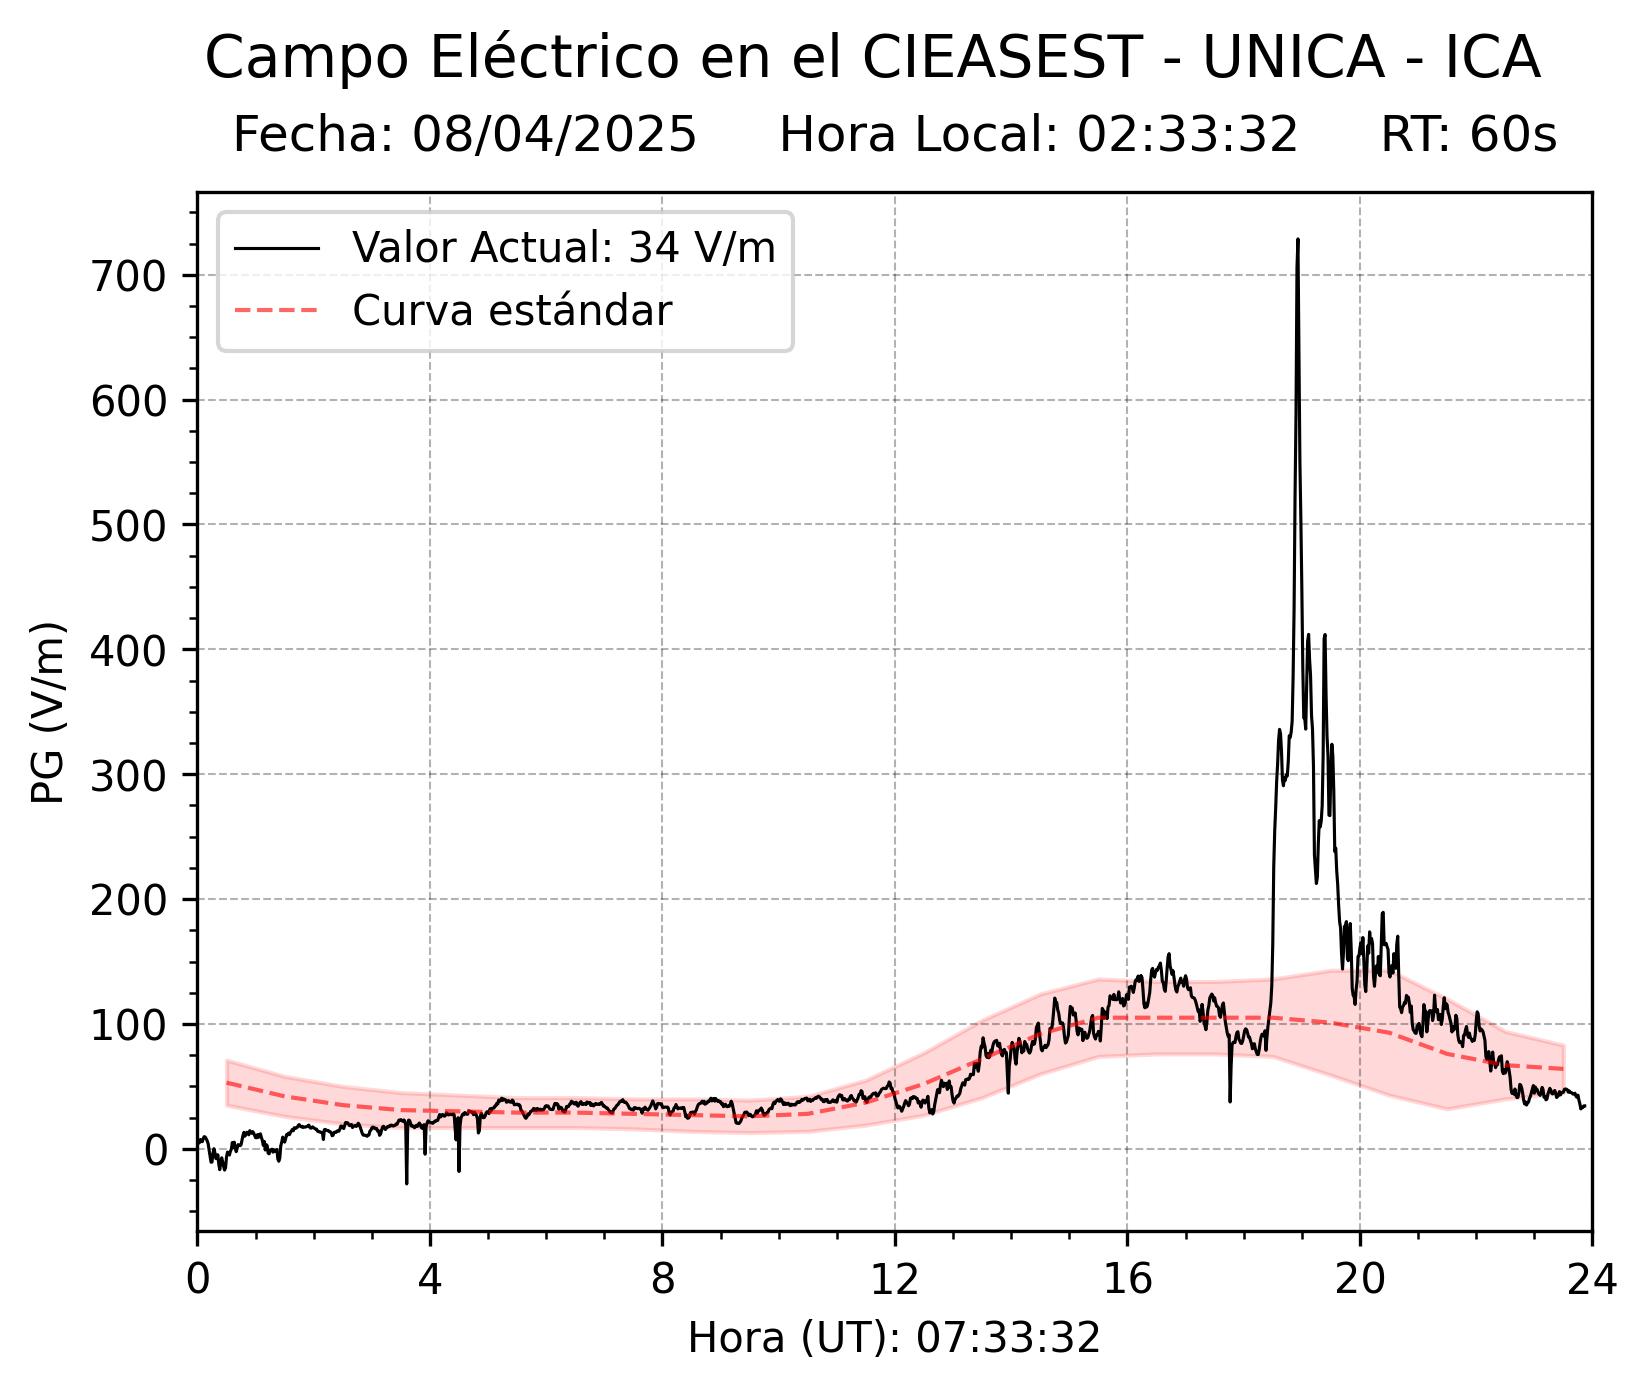 Campo Eléctrico en el CIEASEST - UNICA - ICA
Fecha: 08/04/2025 Hora Local: 02:33:32 RT: 60s
Valor Actual: 34 V/m
Curva estándar
700
600
500
400
300
200
100
0
PG (V/m)
0 4 8 12 16 20 24
Hora (UT): 07:33:32